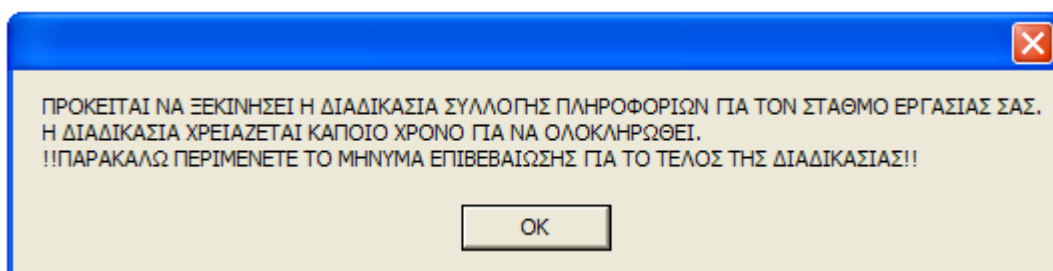 ΠΡΟΚΕΙΤΑΙ ΝΑ ΞΕΚΙΝΗΣΕΙ Η ΔΙΑΔΙΚΑΣΙΑ ΣΥΛΛΟΓΗΣ ΠΛΗΡΟΦΟΡΙΩΝ ΓΙΑ ΤΟΝ ΣΤΑΘΜΟ ΕΡΓΑΣΙΑΣ ΣΑΣ.
Η ΔΙΑΔΙΚΑΣΙΑ ΧΡΕΙΑΖΕΤΑΙ ΚΑΠΟΙΟ ΧΡΟΝΟ ΓΙΑ ΝΑ ΟΛΟΚΛΗΡΩΘΕΙ.
!!ΠΑΡΑΚΑΛΩ ΠΕΡΙΜΕΝΕΤΕ ΤΟ ΜΗΝΥΜΑ ΕΠΙΒΕΒΑΙΩΣΗΣ ΓΙΑ ΤΟ ΤΕΛΟΣ ΤΗΣ ΔΙΑΔΙΚΑΣΙΑΣ!!
OK